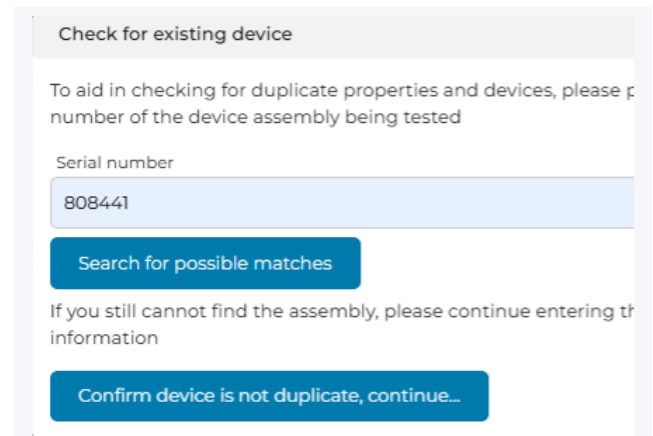 Check for existing device
To aid in checking for duplicate properties and devices, please
number of the device assembly being tested
Serial number
808441
Search for possible matches
If you still cannot find the assembly, please continue entering
information
Confirm device is not duplicate, continue...